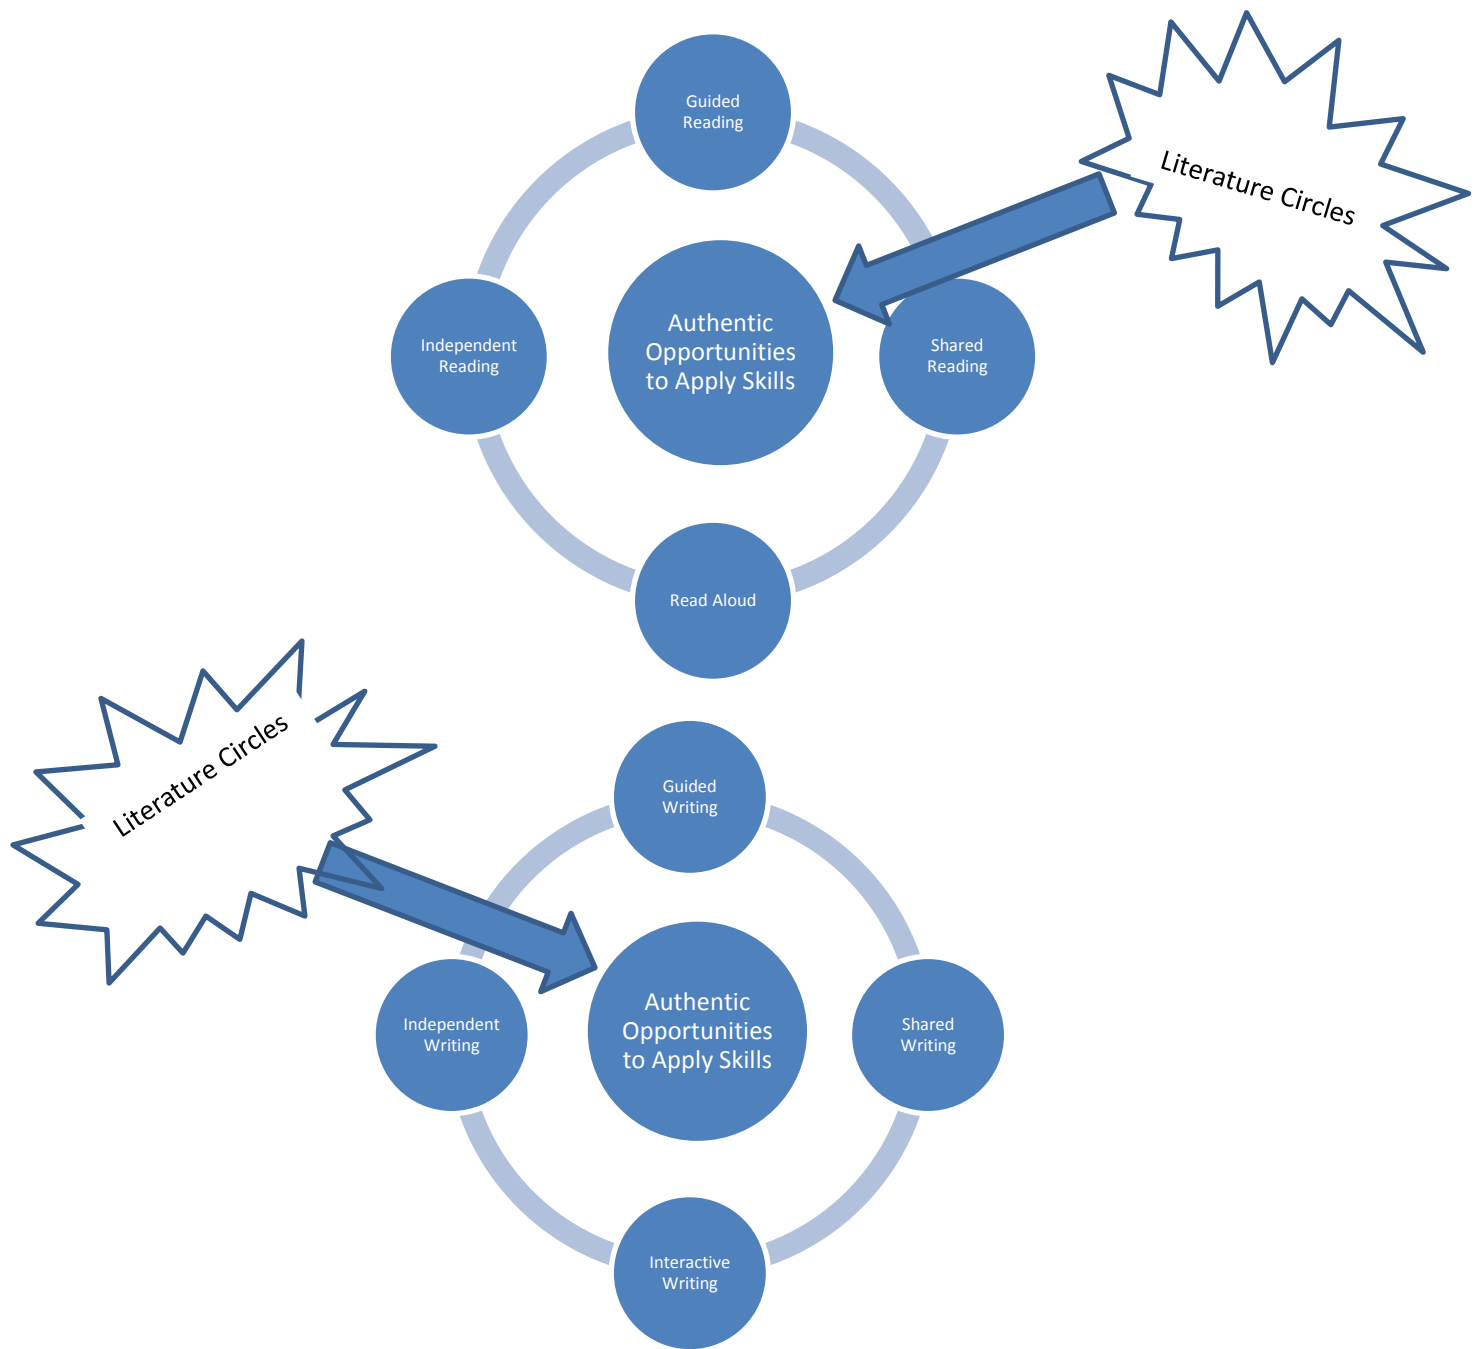 Guided
Reading
Literature Circles
Authentic
Opportunities
to Apply Skills
Independent
Reading
Shared
Reading
Read Aloud
Literature Circles
Guided
Writing
Authentic
Opportunities
to Apply Skills
Independent
Writing
Shared
Writing
Interactive
Writing